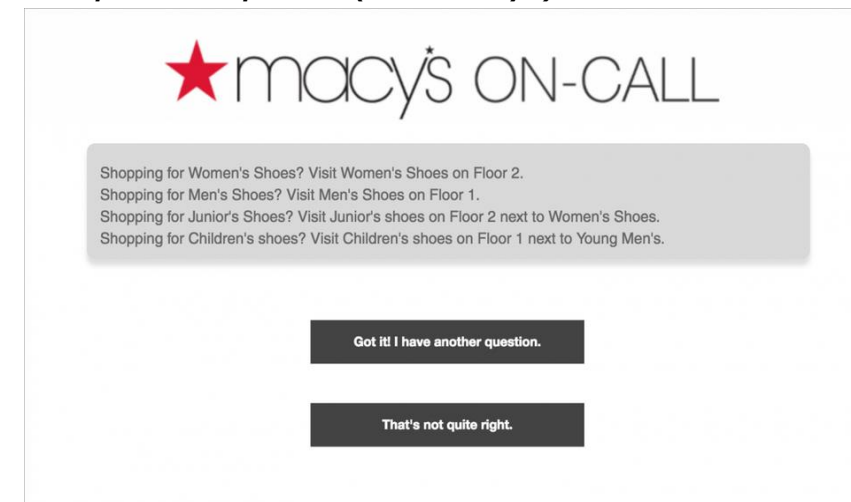 macy's ON-CALL
Shopping for Women's Shoes? Visit Women's Shoes on Floor 2.
Shopping for Men's Shoes? Visit Men's Shoes on Floor 1.
Shopping for Junior's Shoes? Visit Junior's shoes on Floor 2 next to Women's Shoes.
Shopping for Children's shoes? Visit Children's shoes on Floor 1 next to Young Men's.
Got it! I have another question.
That's not quite right.